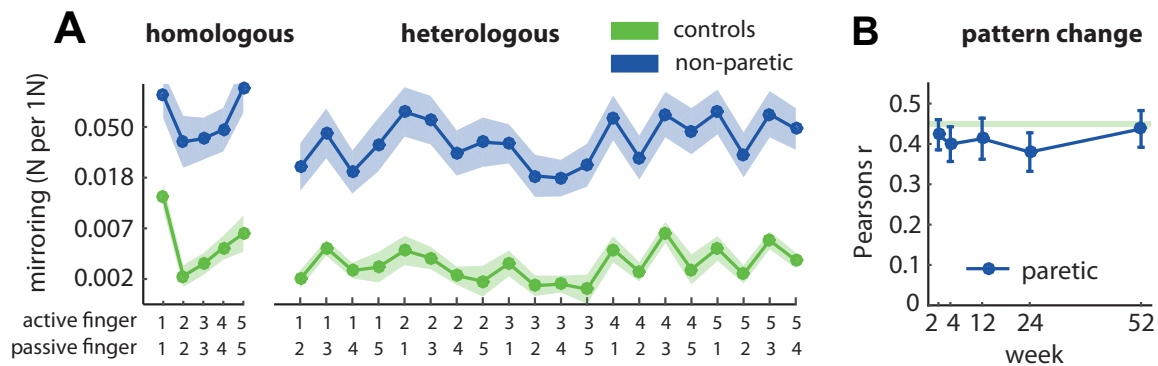 A
homologous
heterologous
controls
non-paretic
mirroring (N per 1N)
0.050
0.018
0.007
0.002
active finger 1 2 3 4 5 1 1 1 1 2 2 2 2 3 3 3 3 4 4 4 4 5 5 5 5
passive finger 1 2 3 4 5 2 3 4 5 1 3 4 5 1 2 4 5 1 2 3 5 1 2 3 4
B
pattern change
Pearsons r
0.5
0.4
0.3
0.2
0.1
0
paretic
2 4 12 24 52
week